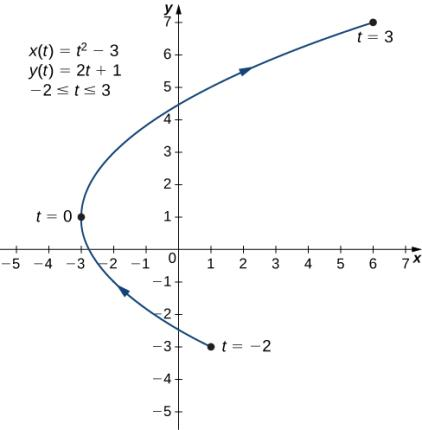 y
7
t = 3
x(t) = t² − 3
y(t) = 2t + 1
−2 ≤ t ≤ 3
6
5
4
3
2
t = 0
1
0
−5 −4 −3 −2 −1 1 2 3 4 5 6 7 x
−1
−2
−3
t = −2
−4
−5